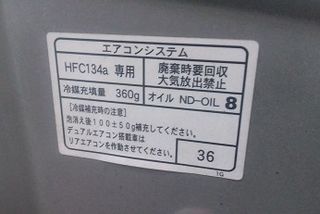 エアコンシステム
HFC134a 専用
廃棄時要回収
大気放出禁止
冷媒充填量 360g
オイル ND-OIL 8
[冷媒補充時の注意]
泡消え後100±50g補充してください。
デュアルエアコン搭載車は
リアエアコンを作動させてください。
36
1G